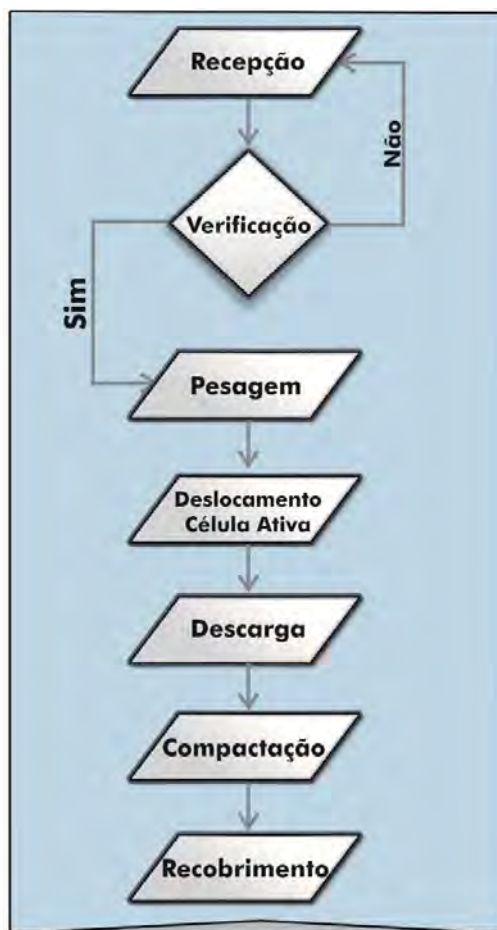 Recepção
Não
Verificação
Sim
Pesagem
Deslocamento
Célula Ativa
Descarga
Compactação
Recobrimento